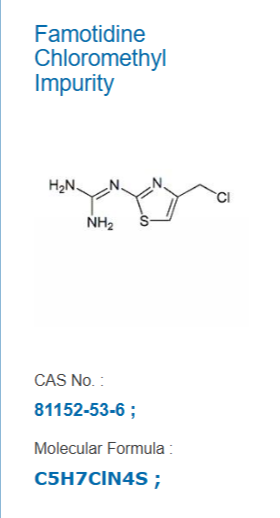 Famotidine
Chloromethyl
Impurity
H₂N
N
N
Cl
NH₂
S
CAS No. :
81152-53-6 ;
Molecular Formula :
C5H7ClN4S ;